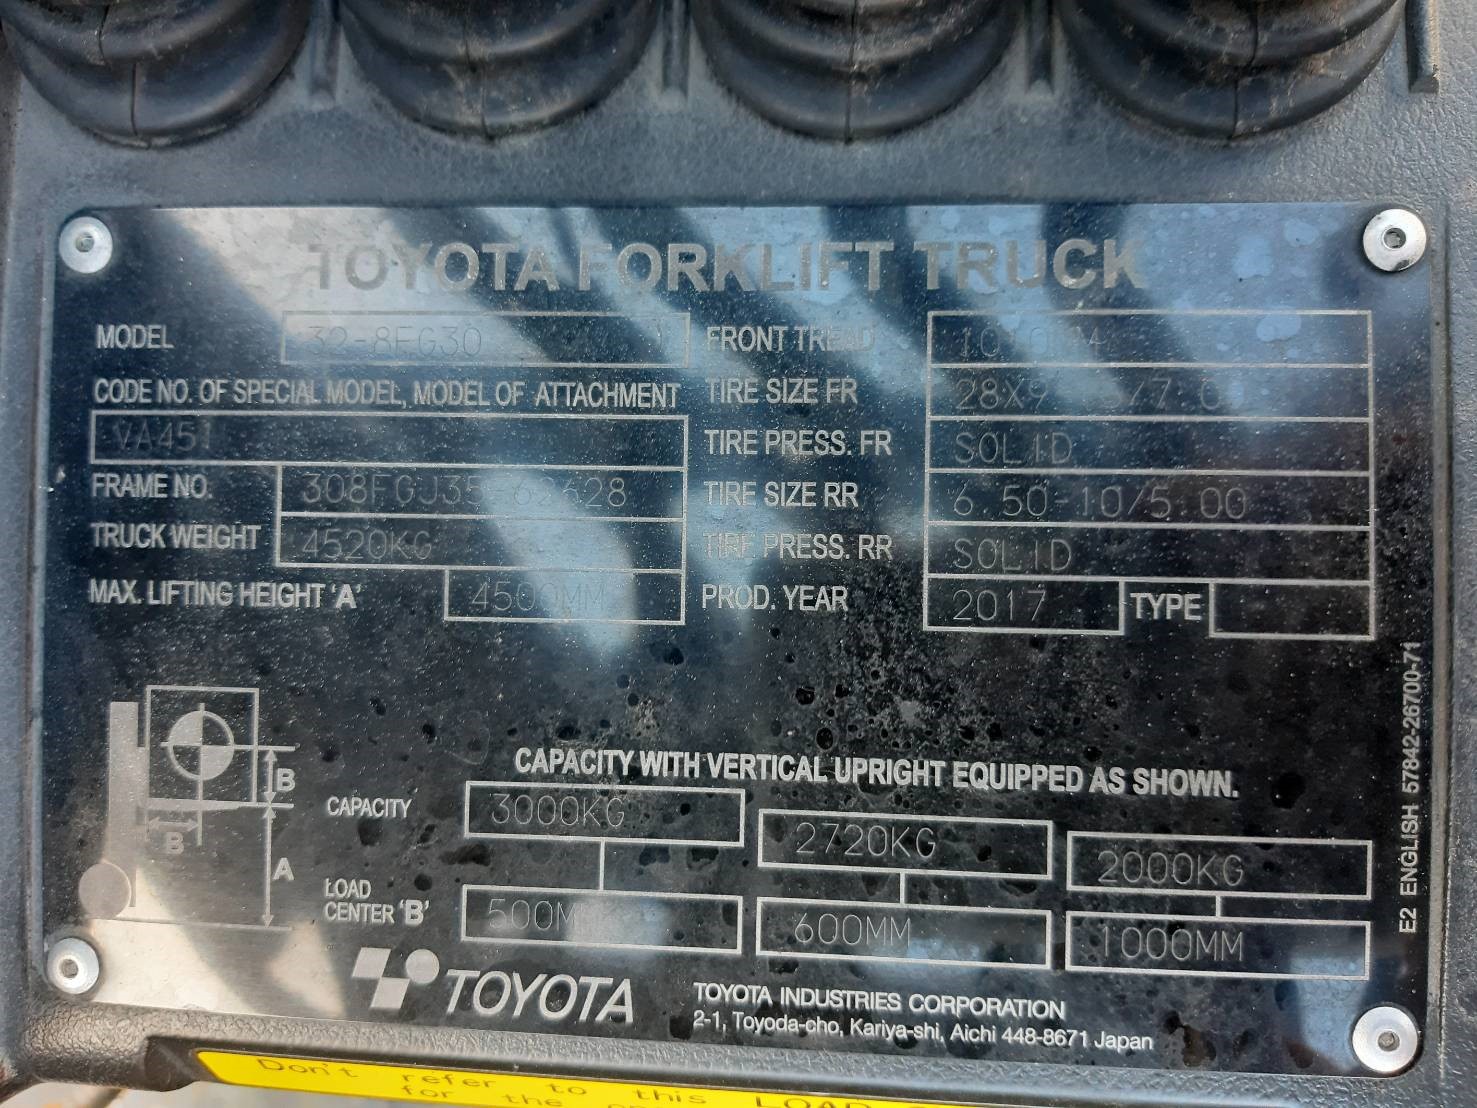 TOYOTA FORKLIFT TRUCK
MODEL 32-8FG30 FRONT TREAD
CODE NO. OF SPECIAL MODEL, MODEL OF ATTACHMENT TIRE SIZE FR
VA451 TIRE PRESS. FR SOLID
FRAME NO. TIRE SIZE RR 6.50-10/5.00
TRUCK WEIGHT 4520KG TIRE PRESS. RR SOLID
MAX. LIFTING HEIGHT 'A' 4500MM PROD. YEAR 2017 TYPE
CAPACITY WITH VERTICAL UPRIGHT EQUIPPED AS SHOWN.
B
B
A
CAPACITY 3000KG 2720KG 2000KG
LOAD
CENTER 'B' 500MM 600MM 1000MM
TOYOTA
TOYOTA INDUSTRIES CORPORATION
2-1, Toyoda-cho, Kariya-shi, Aichi 448-8671 Japan
E2 ENGLISH 57842-26700-71
Don't refer to this LOAD
for the